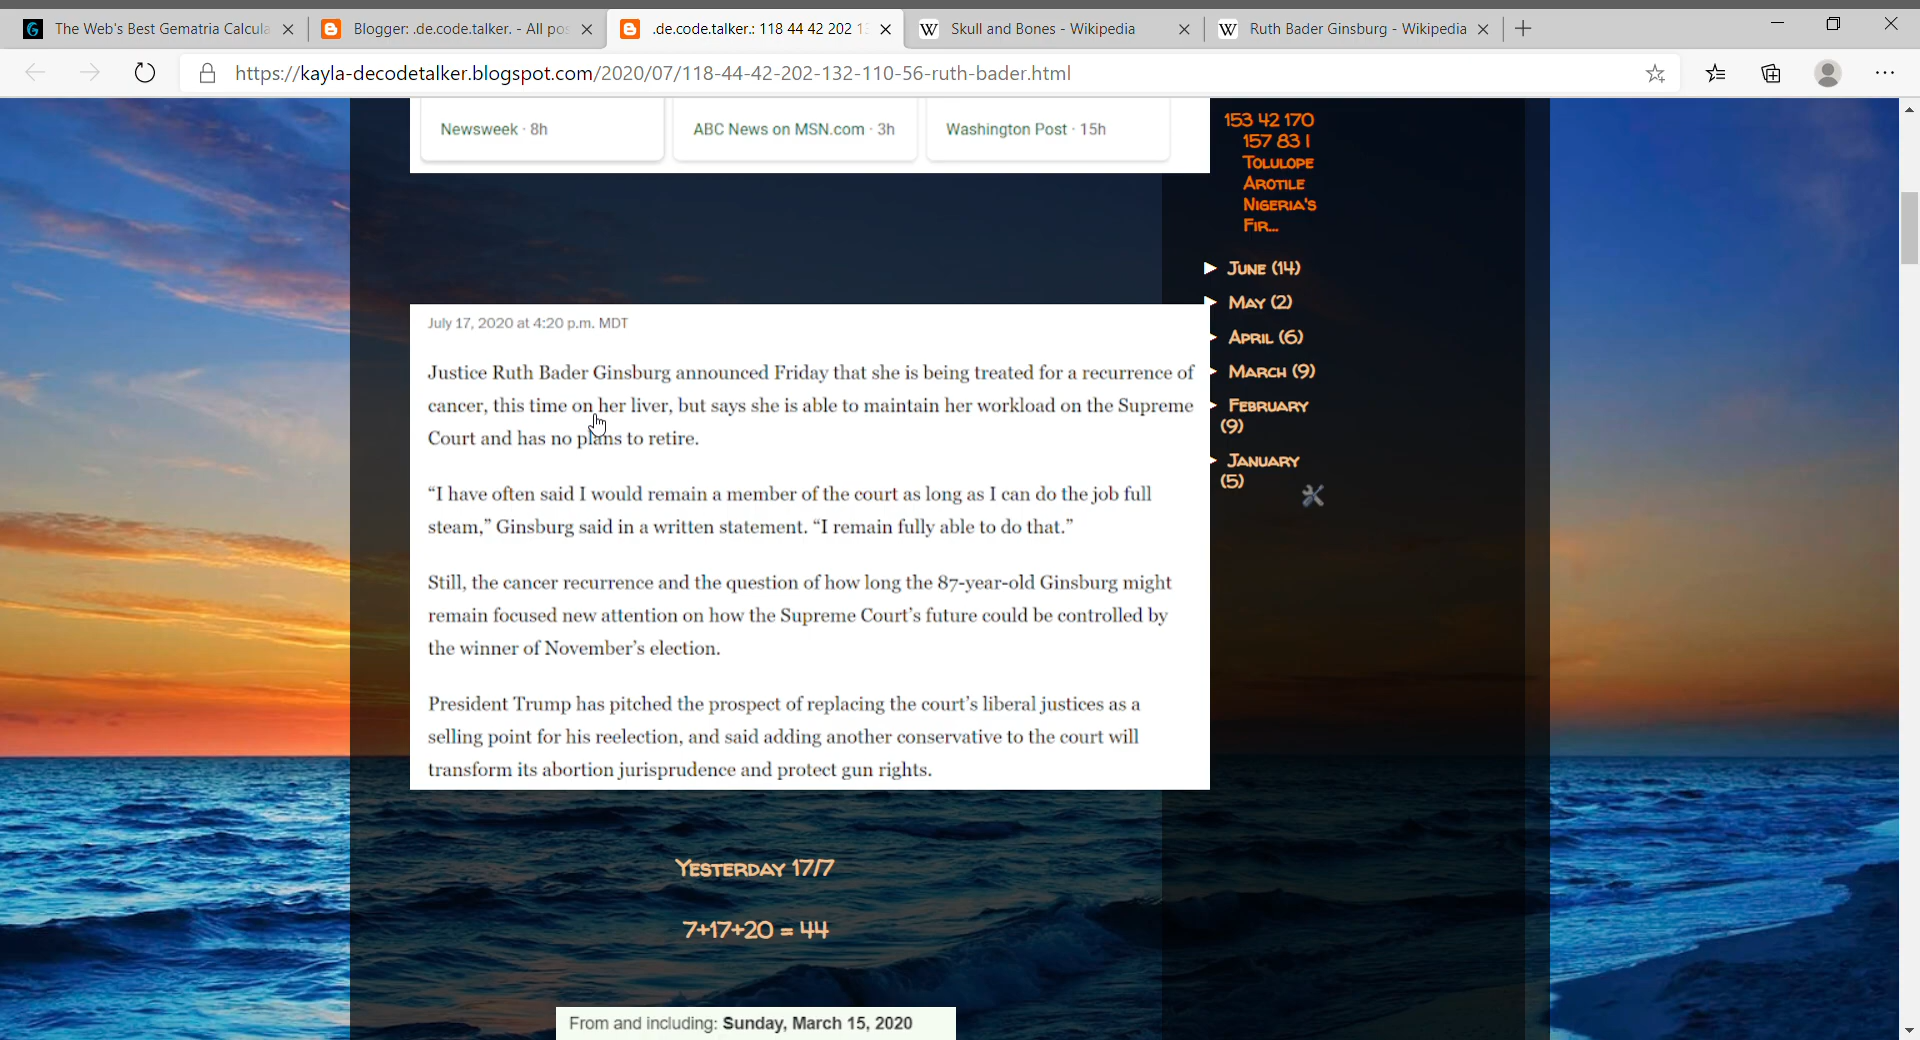 The Web's Best Gematria Calcula
Blogger: .de.code.talker. - All pos
.de.code.talker.: 118 44 42 202 13
Skull and Bones - Wikipedia
Ruth Bader Ginsburg - Wikipedia
https://kayla-decodetalker.blogspot.com/2020/07/118-44-42-202-132-110-56-ruth-bader.html
Newsweek · 8h
ABC News on MSN.com · 3h
Washington Post · 15h
July 17, 2020 at 4:20 p.m. MDT
Justice Ruth Bader Ginsburg announced Friday that she is being treated for a recurrence of
cancer, this time on her liver, but says she is able to maintain her workload on the Supreme
Court and has no plans to retire.
“I have often said I would remain a member of the court as long as I can do the job full
steam,” Ginsburg said in a written statement. “I remain fully able to do that.”
Still, the cancer recurrence and the question of how long the 87-year-old Ginsburg might
remain focused new attention on how the Supreme Court’s future could be controlled by
the winner of November’s election.
President Trump has pitched the prospect of replacing the court’s liberal justices as a
selling point for his reelection, and said adding another conservative to the court will
transform its abortion jurisprudence and protect gun rights.
Yesterday 17/7
7+17+20 = 44
From and including: Sunday, March 15, 2020
153 42 170
157 83 |
Tolulope
Arotile
Nigeria's
Fir...
► June (14)
► May (2)
► April (6)
► March (9)
► February
(9)
► January
(5)